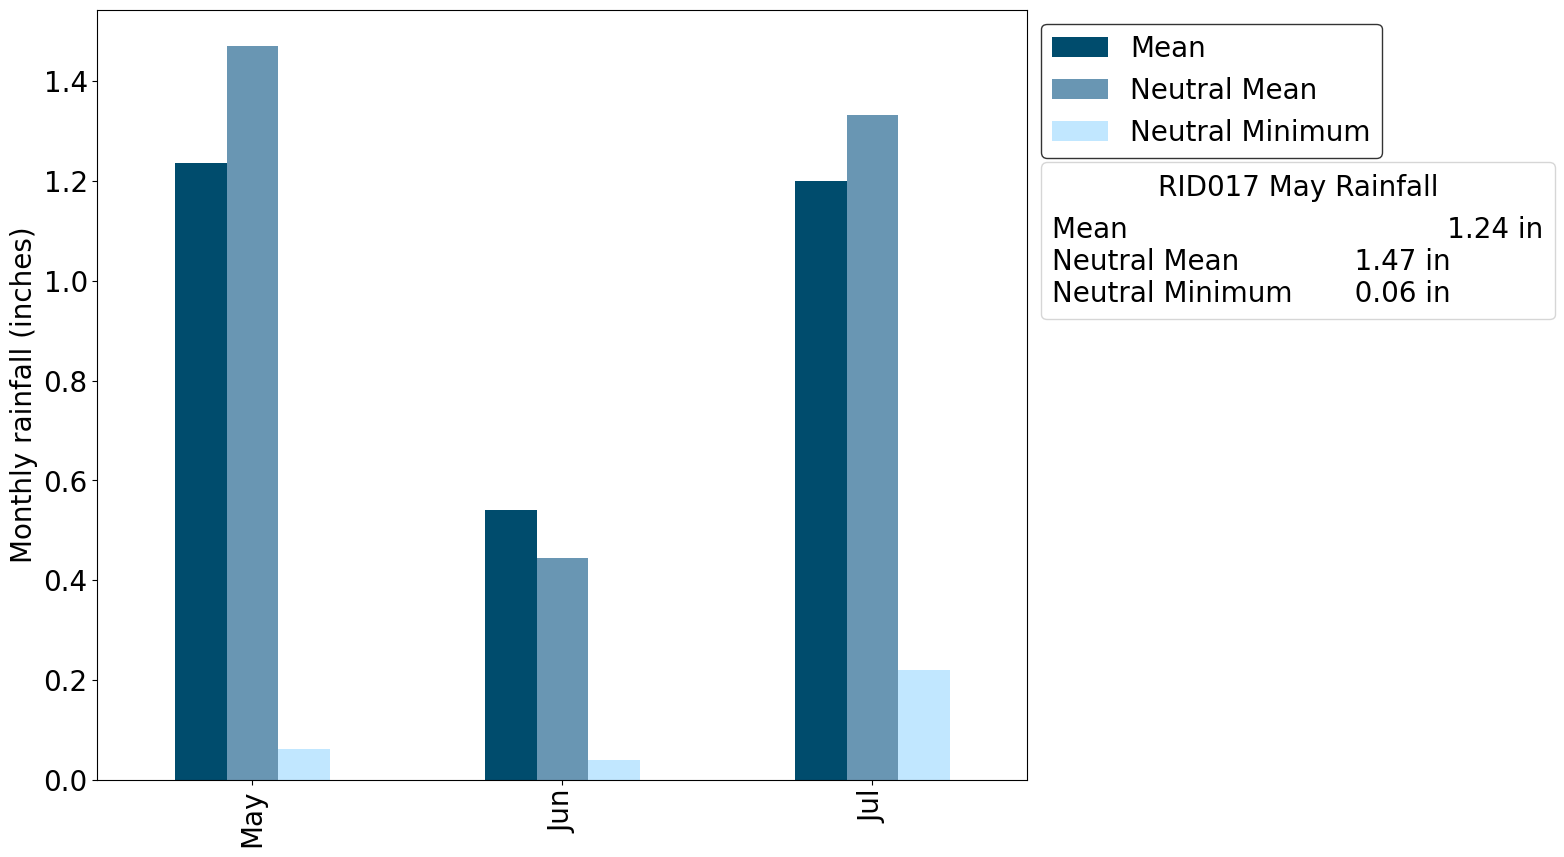 Monthly rainfall (inches)
1.4
1.2
1.0
0.8
0.6
0.4
0.2
0.0
May
Jun
Jul
Mean
Neutral Mean
Neutral Minimum
RID017 May Rainfall
Mean 1.24 in
Neutral Mean 1.47 in
Neutral Minimum 0.06 in